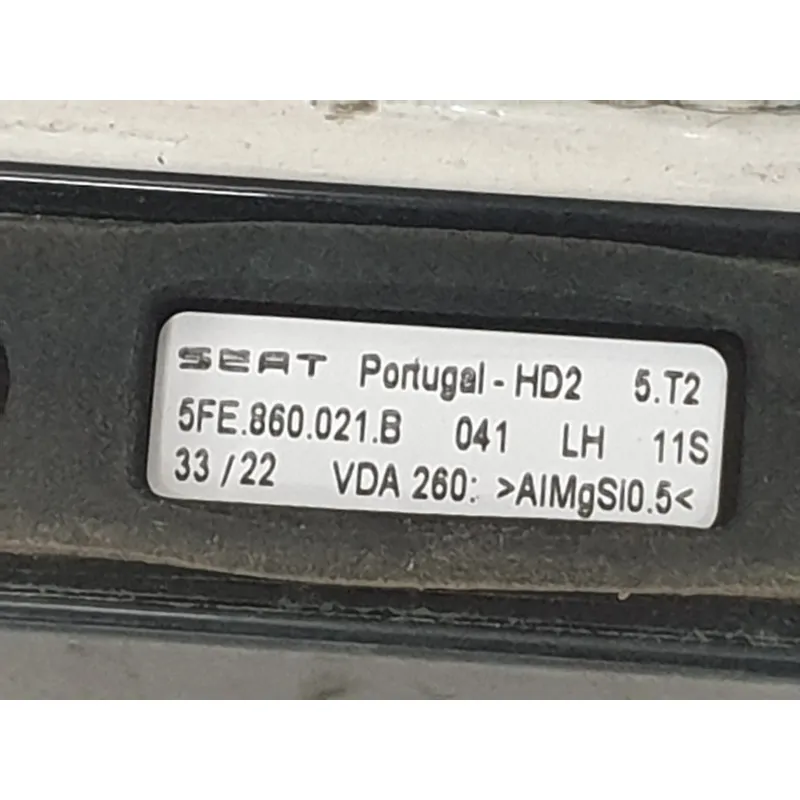 SEAT Portugal - HD2 5.T2
5FE.860.021.B 041 LH 11S
33/22 VDA 260: >AlMgSi0.5<